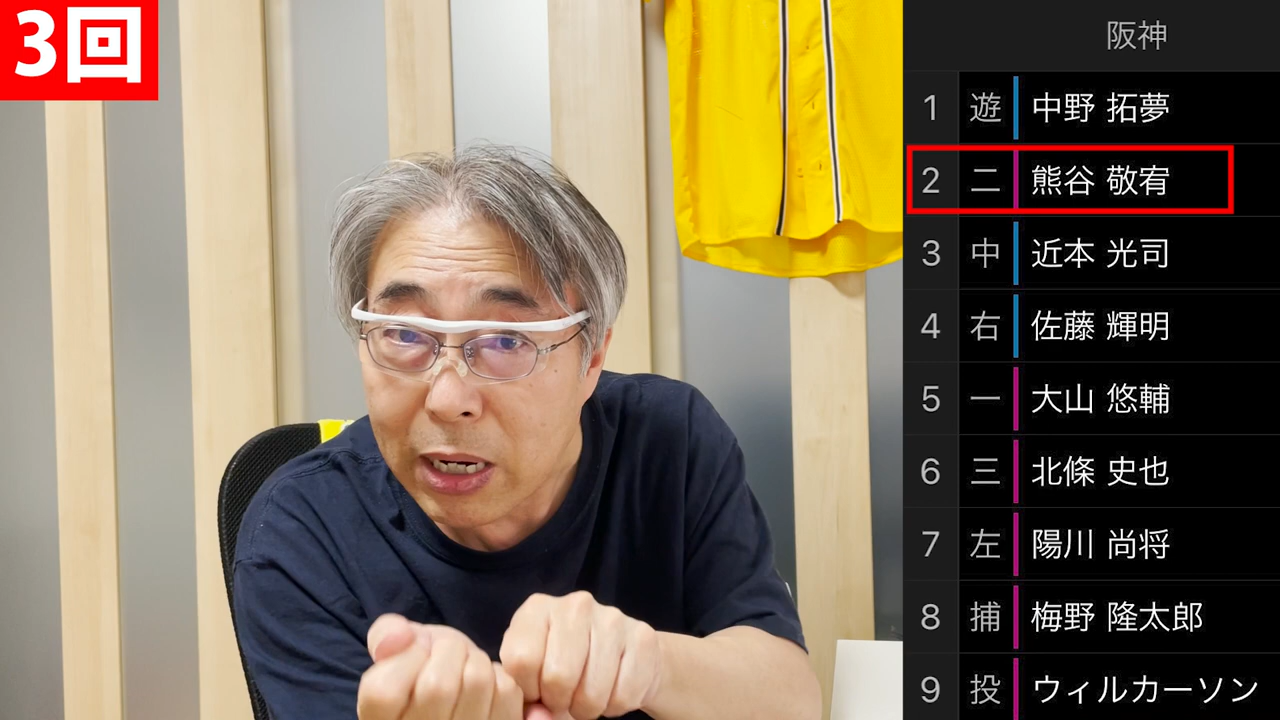 3回
阪神
1 遊 中野 拓夢
2 二 熊谷 敬宥
3 中 近本 光司
4 右 佐藤 輝明
5 一 大山 悠輔
6 三 北條 史也
7 左 陽川 尚将
8 捕 梅野 隆太郎
9 投 ウィルカーソン